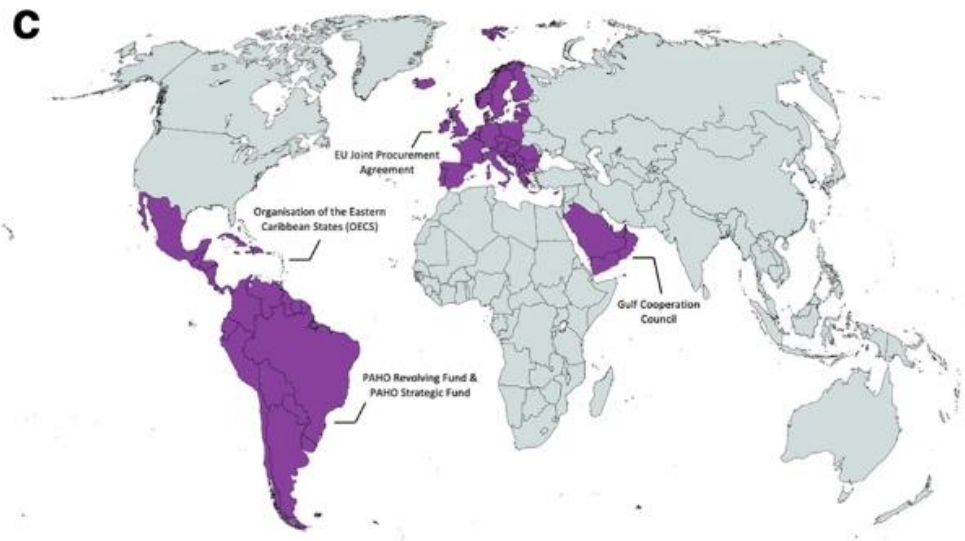 C
EU Joint Procurement
Agreement
Organisation of the Eastern
Caribbean States (OECS)
Gulf Cooperation
Council
PAHO Revolving Fund &
PAHO Strategic Fund